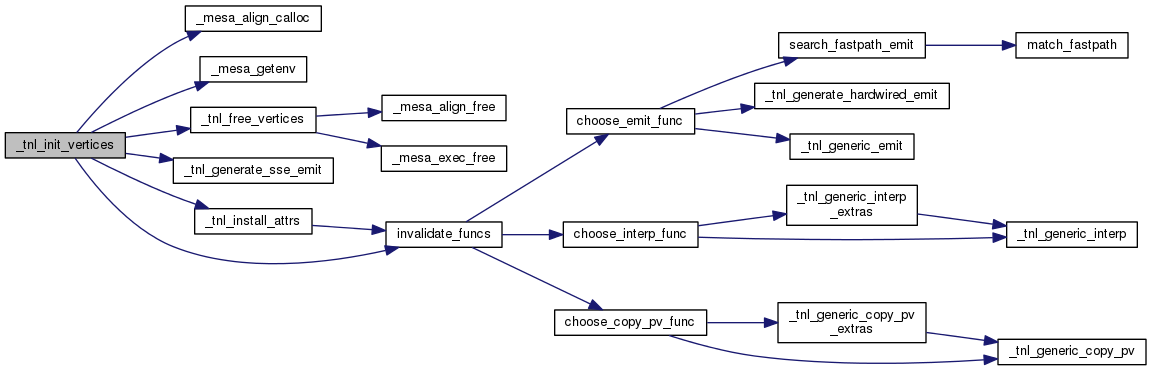 _mesa_align_calloc
search_fastpath_emit
match_fastpath
_mesa_getenv
_tnl_generate_hardwired_emit
_mesa_align_free
_tnl_free_vertices
choose_emit_func
_tnl_init_vertices
_tnl_generic_emit
_mesa_exec_free
_tnl_generate_sse_emit
_tnl_generic_interp
_extras
_tnl_install_attrs
invalidate_funcs
choose_interp_func
_tnl_generic_interp
_tnl_generic_copy_pv
_extras
choose_copy_pv_func
_tnl_generic_copy_pv